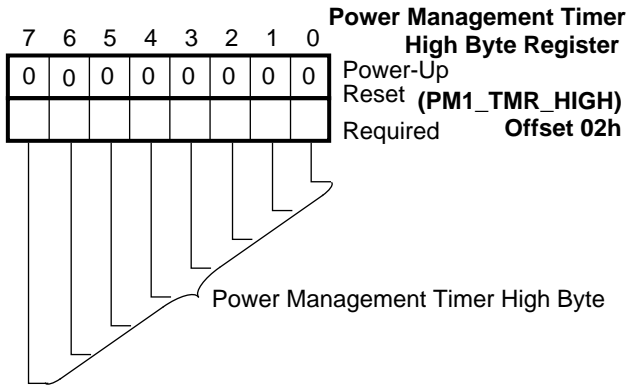 Power Management Timer
High Byte Register
7 6 5 4 3 2 1 0
0 0 0 0 0 0 0 0
Power-Up
Reset
(PM1_TMR_HIGH)
Required
Offset 02h
Power Management Timer High Byte